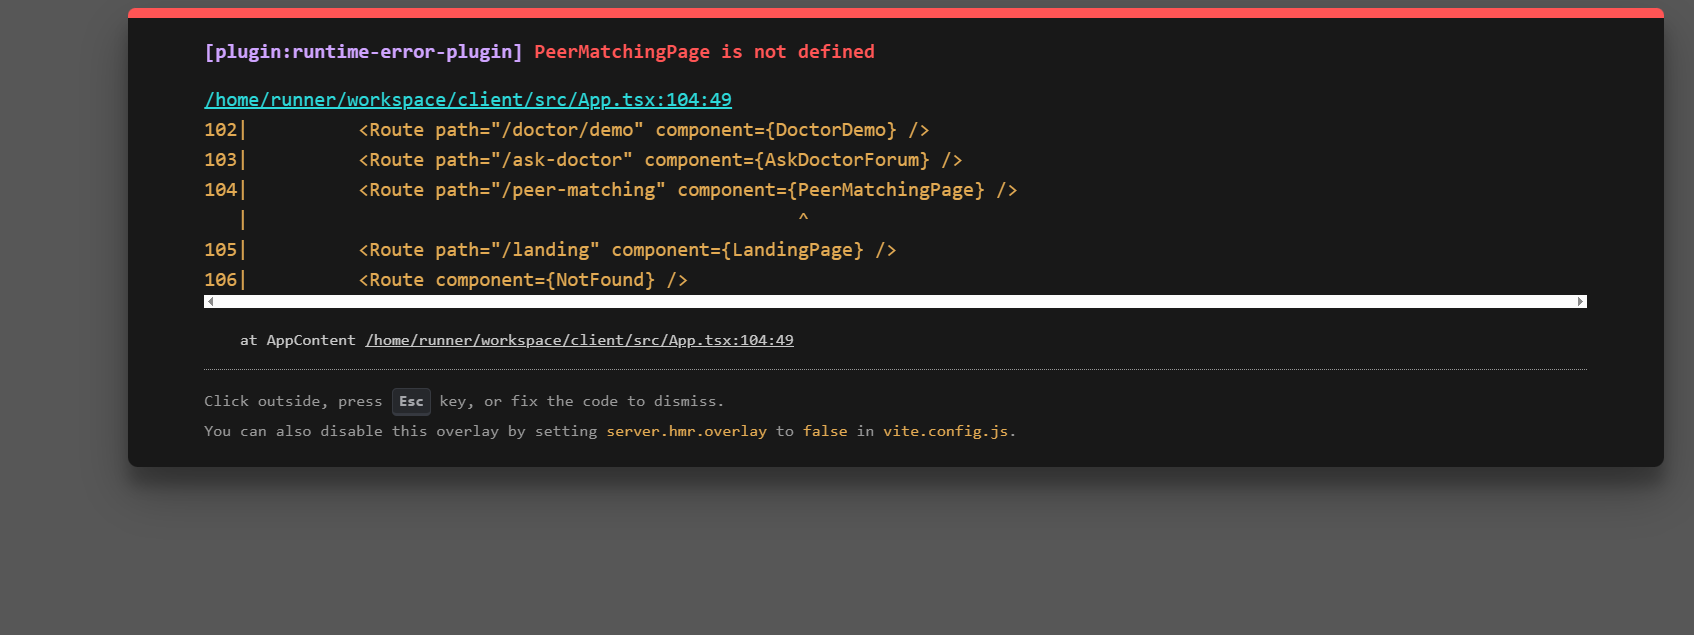 [plugin:runtime-error-plugin] PeerMatchingPage is not defined
/home/runner/workspace/client/src/App.tsx:104:49
102|          <Route path="/doctor/demo" component={DoctorDemo} />
103|          <Route path="/ask-doctor" component={AskDoctorForum} />
104|          <Route path="/peer-matching" component={PeerMatchingPage} />
   |                                                  ^
105|          <Route path="/landing" component={LandingPage} />
106|          <Route component={NotFound} />
at AppContent /home/runner/workspace/client/src/App.tsx:104:49
Click outside, press Esc key, or fix the code to dismiss.
You can also disable this overlay by setting server.hmr.overlay to false in vite.config.js.